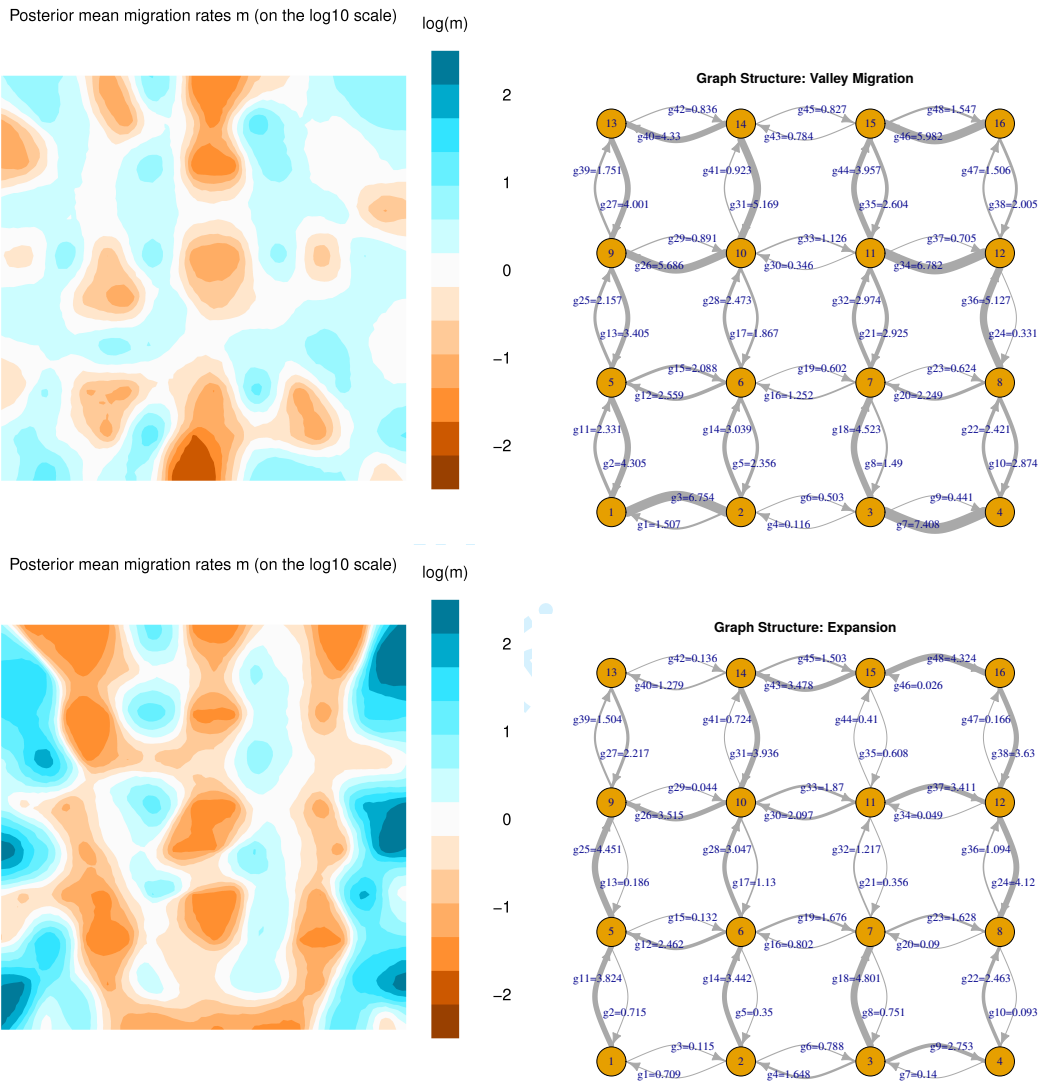 Posterior mean migration rates m (on the log10 scale)
log(m)
2
1
0
−1
−2
Graph Structure: Valley Migration
13
14
15
16
g42=0.836
g45=0.827
g48=1.547
g40=4.33
g43=0.784
g46=5.982
g39=1.751
g41=0.923
g44=3.957
g47=1.506
g27=4.001
g31=5.169
g35=2.604
g38=2.005
9
10
11
12
g29=0.891
g33=1.126
g37=0.705
g26=5.686
g30=0.346
g34=6.782
g25=2.157
g28=2.473
g32=2.974
g36=5.127
g13=3.405
g17=1.867
g21=2.925
g24=0.331
5
6
7
8
g15=2.088
g19=0.602
g23=0.624
g12=2.559
g16=1.252
g20=2.249
g11=2.331
g14=3.039
g18=4.523
g22=2.421
g2=4.305
g5=2.356
g8=1.49
g10=2.874
1
2
3
4
g3=6.754
g6=0.503
g9=0.441
g1=1.507
g4=0.116
g7=7.408
Posterior mean migration rates m (on the log10 scale)
log(m)
2
1
0
−1
−2
Graph Structure: Expansion
13
14
15
16
g42=0.136
g45=1.503
g48=4.324
g40=1.279
g43=3.478
g46=0.026
g39=1.504
g41=0.724
g44=0.41
g47=0.166
g27=2.217
g31=3.936
g35=0.608
g38=3.63
9
10
11
12
g29=0.044
g33=1.87
g37=3.411
g26=3.515
g30=2.097
g34=0.049
g25=4.451
g28=3.047
g32=1.217
g36=1.094
g13=0.186
g17=1.13
g21=0.356
g24=4.12
5
6
7
8
g15=0.132
g19=1.676
g23=1.628
g12=2.462
g16=0.802
g20=0.09
g11=3.824
g14=3.442
g18=4.801
g22=2.463
g2=0.715
g5=0.35
g8=0.751
g10=0.093
1
2
3
4
g3=0.115
g6=0.788
g9=2.753
g1=0.709
g4=1.648
g7=0.14